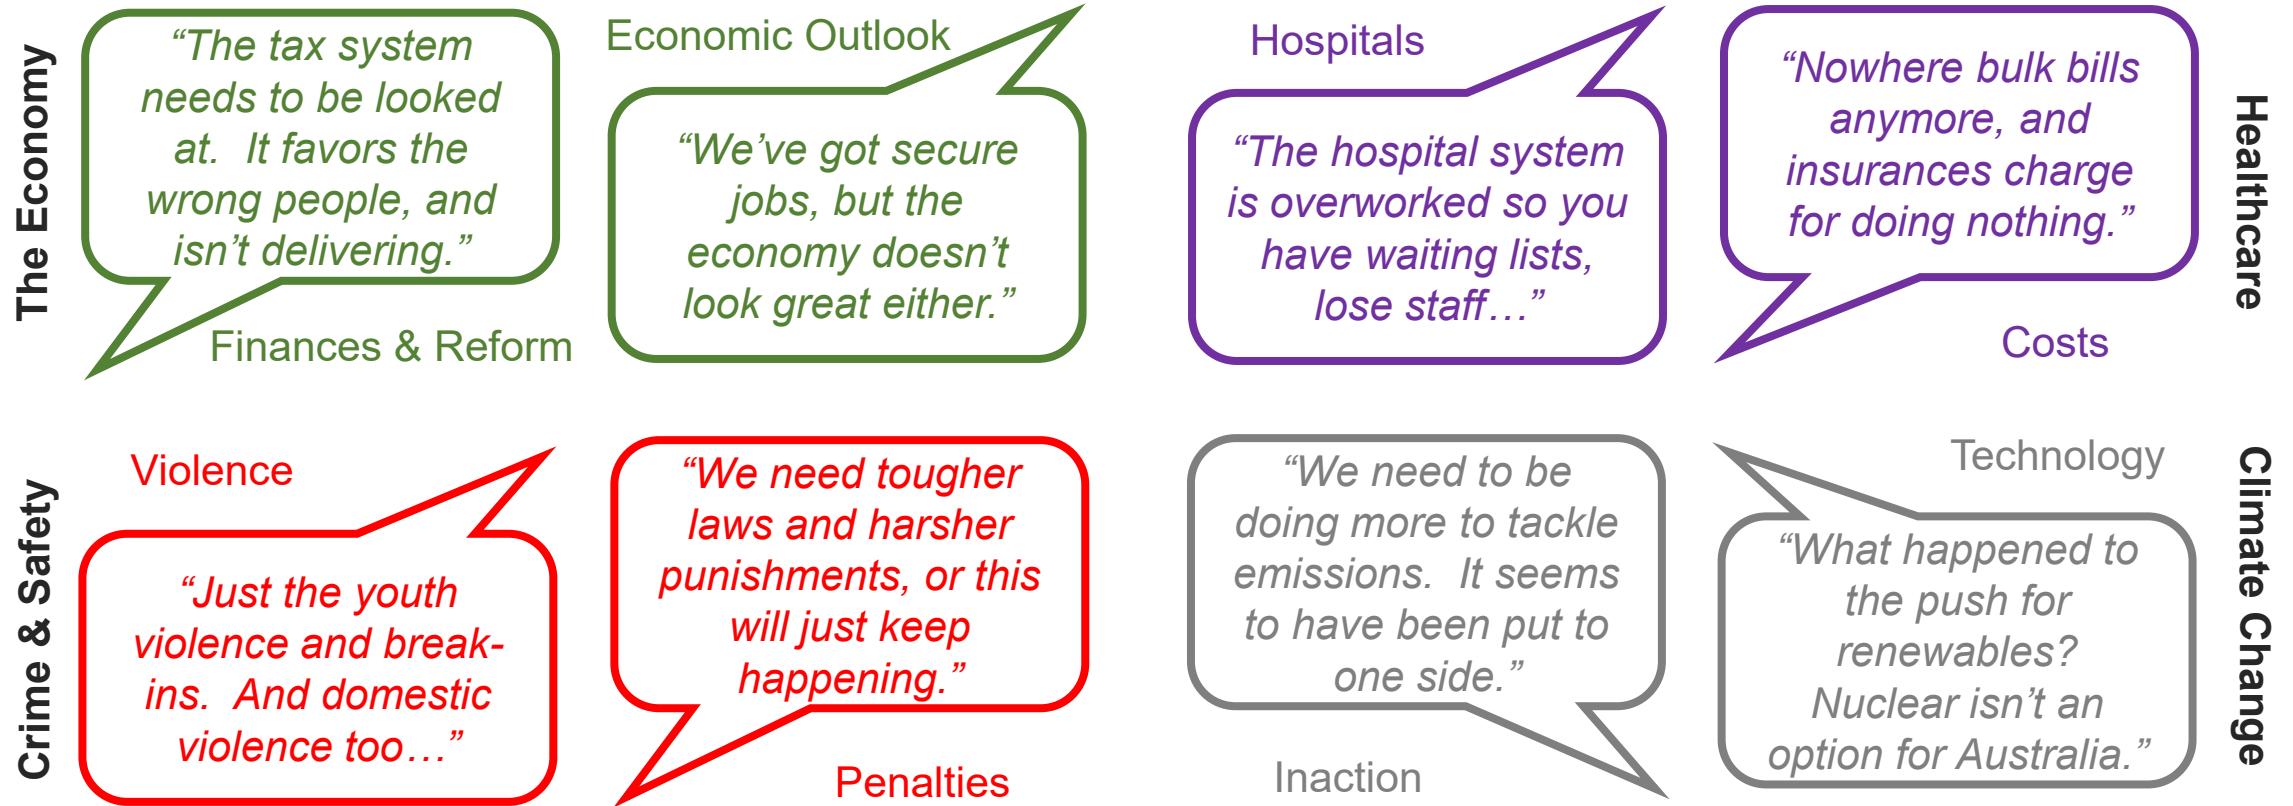 The Economy
“The tax system
needs to be looked
at.  It favors the
wrong people, and
isn’t delivering.”
Finances & Reform
Economic Outlook
“We’ve got secure
jobs, but the
economy doesn’t
look great either.”
Hospitals
“The hospital system
is overworked so you
have waiting lists,
lose staff…”
“Nowhere bulk bills
anymore, and
insurances charge
for doing nothing.”
Costs
Healthcare
Crime & Safety
Violence
“Just the youth
violence and break-
ins.  And domestic
violence too…”
“We need tougher
laws and harsher
punishments, or this
will just keep
happening.”
Penalties
“We need to be
doing more to tackle
emissions.  It seems
to have been put to
one side.”
Inaction
Technology
“What happened to
the push for
renewables?
Nuclear isn’t an
option for Australia.”
Climate Change